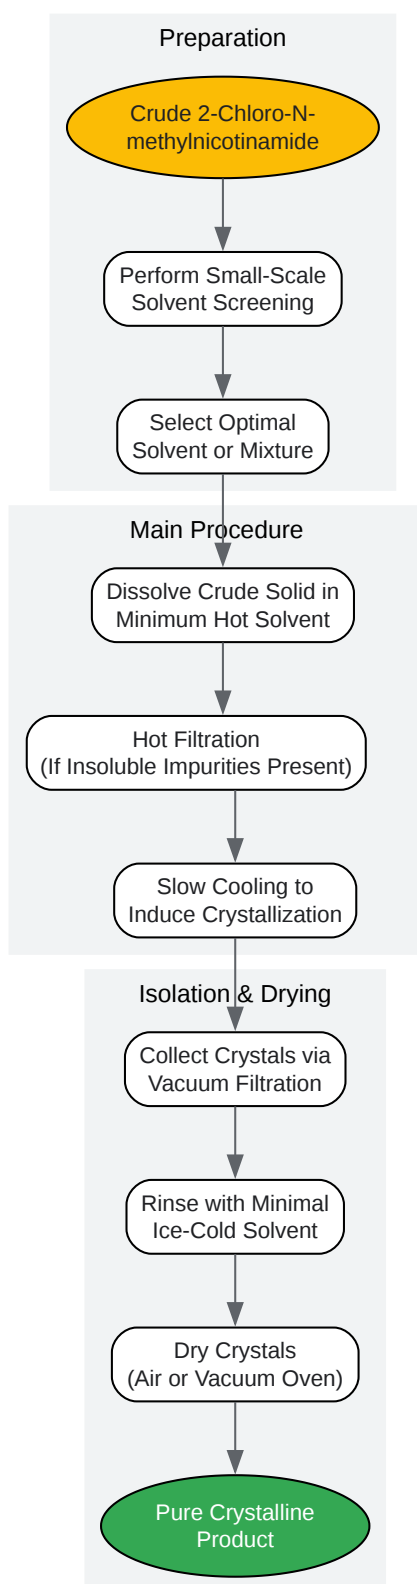 Preparation
Crude 2-Chloro-N-
methylnicotinamide
Perform Small-Scale
Solvent Screening
Select Optimal
Solvent or Mixture
Main Procedure
Dissolve Crude Solid in
Minimum Hot Solvent
Hot Filtration
(If Insoluble Impurities Present)
Slow Cooling to
Induce Crystallization
Isolation & Drying
Collect Crystals via
Vacuum Filtration
Rinse with Minimal
Ice-Cold Solvent
Dry Crystals
(Air or Vacuum Oven)
Pure Crystalline
Product